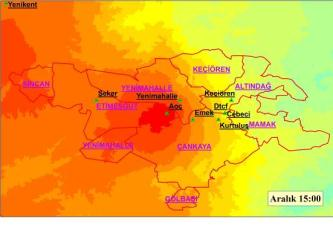 Yenikent
KEÇİÖREN
SİNCAN
YENİMAHALLE
ALTINDAĞ
Şeker
Yenimahalle
Keçiören
ETİMESGUT
Aoç
Dtcf
Emek
Cebeci
Kurtuluş
MAMAK
YENİMAHALLE
ÇANKAYA
GÖLBAŞI
Aralık 15:00